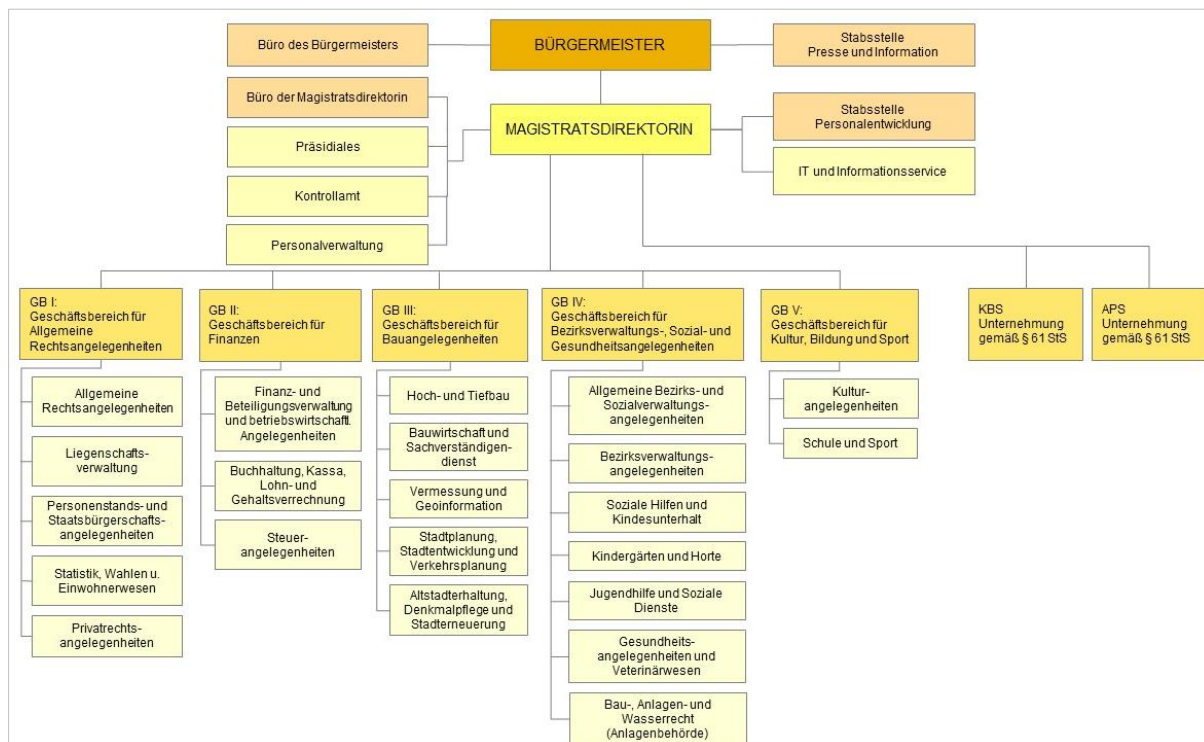 Büro des Bürgermeisters
BÜRGERMEISTER
Stabsstelle
Presse und Information
Büro der Magistratsdirektorin
MAGISTRATSDIREKTORIN
Stabsstelle
Personalentwicklung
Präsidiales
IT und Informationsservice
Kontrollamt
Personalverwaltung
GB I:
Geschäftsbereich für
Allgemeine
Rechtsangelegenheiten
GB II:
Geschäftsbereich für
Finanzen
GB III:
Geschäftsbereich für
Bauangelegenheiten
GB IV:
Geschäftsbereich für
Bezirksverwaltungs-, Sozial- und
Gesundheitsangelegenheiten
GB V:
Geschäftsbereich für
Kultur, Bildung und Sport
KBS
Unternehmung
gemäß § 61 StS
APS
Unternehmung
gemäß § 61 StS
Allgemeine
Rechtsangelegenheiten
Liegenschafts-
verwaltung
Personenstands- und
Staatsbürgerschafts-
angelegenheiten
Statistik, Wahlen u.
Einwohnerwesen
Privatrechts-
angelegenheiten
Finanz- und
Beteiligungsverwaltung
und betriebswirtschaftl.
Angelegenheiten
Buchhaltung, Kassa,
Lohn- und
Gehaltsverrechnung
Steuer-
angelegenheiten
Hoch- und Tiefbau
Bauwirtschaft und
Sachverständigen-
dienst
Vermessung und
Geoinformation
Stadtplanung,
Stadtentwicklung und
Verkehrsplanung
Altstadterhaltung,
Denkmalpflege und
Stadterneuerung
Allgemeine Bezirks- und
Sozialverwaltungs-
angelegenheiten
Bezirksverwaltungs-
angelegenheiten
Soziale Hilfen und
Kindesunterhalt
Kindergärten und Horte
Jugendhilfe und Soziale
Dienste
Gesundheits-
angelegenheiten und
Veterinärwesen
Bau-, Anlagen- und
Wasserrecht
(Anlagenbehörde)
Kultur-
angelegenheiten
Schule und Sport